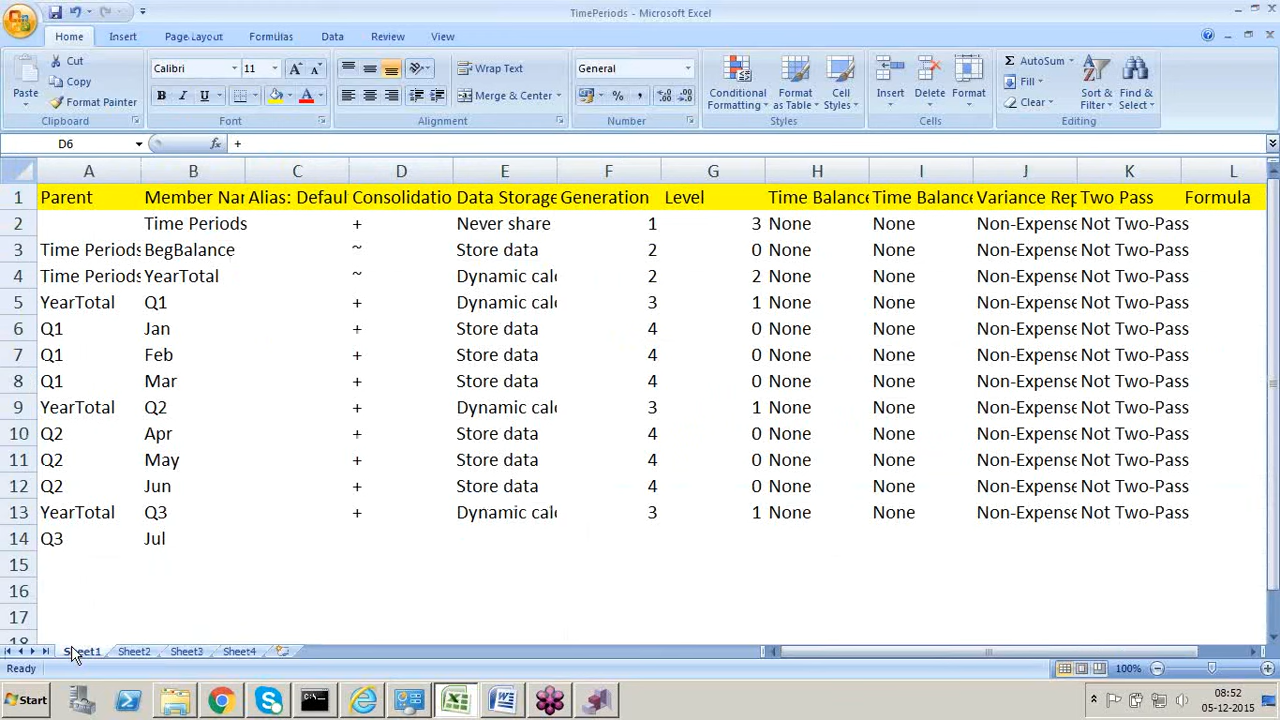 TimePeriods - Microsoft Excel
Home Insert Page Layout Formulas Data Review View
Cut
Copy
Format Painter
Paste
Clipboard
Calibri 11
B I U
Font
Wrap Text
Merge & Center
Alignment
General
Number
Conditional Formatting
Format as Table
Cell Styles
Styles
Insert Delete Format
Cells
AutoSum
Fill
Clear
Sort & Filter
Find & Select
Editing
D6 fx +
A B C D E F G H I J K L
1 Parent Member Nar Alias: Defaul Consolidatio Data Storage Generation Level Time Balance Time Balance Variance Rep Two Pass Formula
2 Time Periods + Never share 1 3 None None Non-Expense Not Two-Pass
3 Time Periods BegBalance ~ Store data 2 0 None None Non-Expense Not Two-Pass
4 Time Periods YearTotal ~ Dynamic calc 2 2 None None Non-Expense Not Two-Pass
5 YearTotal Q1 + Dynamic calc 3 1 None None Non-Expense Not Two-Pass
6 Q1 Jan + Store data 4 0 None None Non-Expense Not Two-Pass
7 Q1 Feb + Store data 4 0 None None Non-Expense Not Two-Pass
8 Q1 Mar + Store data 4 0 None None Non-Expense Not Two-Pass
9 YearTotal Q2 + Dynamic calc 3 1 None None Non-Expense Not Two-Pass
10 Q2 Apr + Store data 4 0 None None Non-Expense Not Two-Pass
11 Q2 May + Store data 4 0 None None Non-Expense Not Two-Pass
12 Q2 Jun + Store data 4 0 None None Non-Expense Not Two-Pass
13 YearTotal Q3 + Dynamic calc 3 1 None None Non-Expense Not Two-Pass
14 Q3 Jul
15
16
17
18
Sheet1 Sheet2 Sheet3 Sheet4
Ready 100%
Start 08:52
05-12-2015